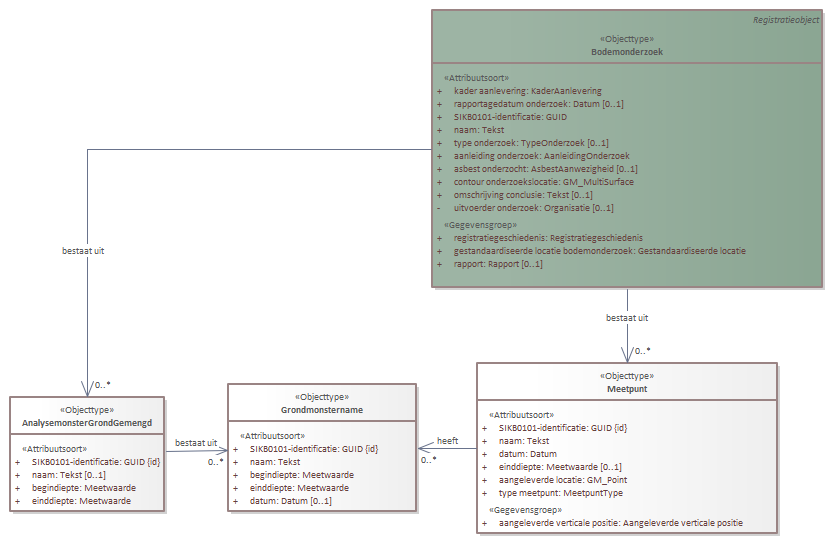 Registratieobject
«Objecttype»
Bodemonderzoek
«Attribuutsoort»
+ kader aanlevering: KaderAanlevering
+ rapportagedatum onderzoek: Datum [0..1]
+ SIKB0101-identificatie: GUID
+ naam: Tekst
+ type onderzoek: TypeOnderzoek [0..1]
+ aanleiding onderzoek: AanleidingOnderzoek
+ asbest onderzocht: AsbestAanwezigheid [0..1]
+ contour onderzoekslocatie: GM_MultiSurface
+ omschrijving conclusie: Tekst [0..1]
- uitvoerder onderzoek: Organisatie [0..1]
«Gegevensgroep»
+ registratiegeschiedenis: Registratiegeschiedenis
+ gestandaardiseerde locatie bodemonderzoek: Gestandaardiseerde locatie
+ rapport: Rapport [0..1]
bestaat uit
0..*
bestaat uit
0..*
«Objecttype»
AnalysemonsterGrondGemengd
«Attribuutsoort»
+ SIKB0101-identificatie: GUID {id}
+ naam: Tekst [0..1]
+ begindiepte: Meetwaarde
+ einddiepte: Meetwaarde
bestaat uit
0..*
«Objecttype»
Grondmonstername
«Attribuutsoort»
+ SIKB0101-identificatie: GUID {id}
+ naam: Tekst
+ begindiepte: Meetwaarde
+ einddiepte: Meetwaarde
+ datum: Datum [0..1]
heeft
0..*
«Objecttype»
Meetpunt
«Attribuutsoort»
+ SIKB0101-identificatie: GUID {id}
+ naam: Tekst
+ datum: Datum
+ einddiepte: Meetwaarde [0..1]
+ aangeleverde locatie: GM_Point
+ type meetpunt: MeetpuntType
«Gegevensgroep»
+ aangeleverde verticale positie: Aangeleverde verticale positie